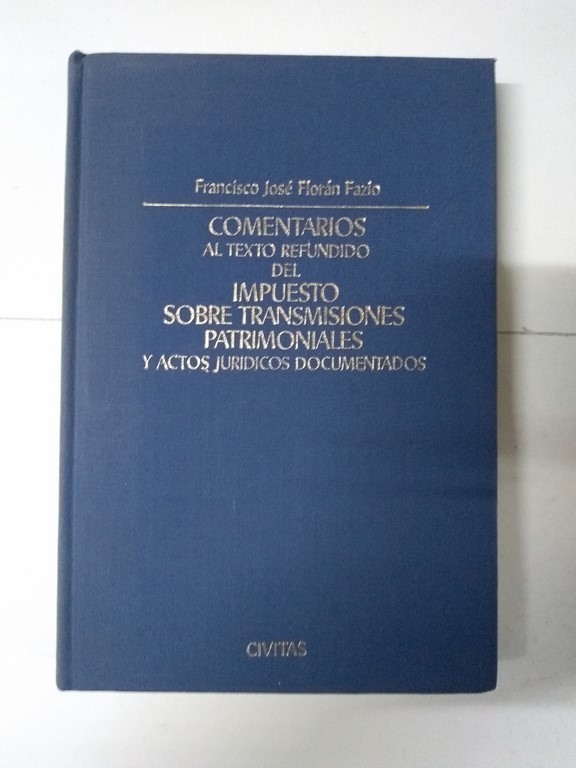 Francisco José Florán Fazio
COMENTARIOS
AL TEXTO REFUNDIDO
DEL
IMPUESTO
SOBRE TRANSMISIONES
PATRIMONIALES
Y ACTOS JURIDICOS DOCUMENTADOS
CIVITAS